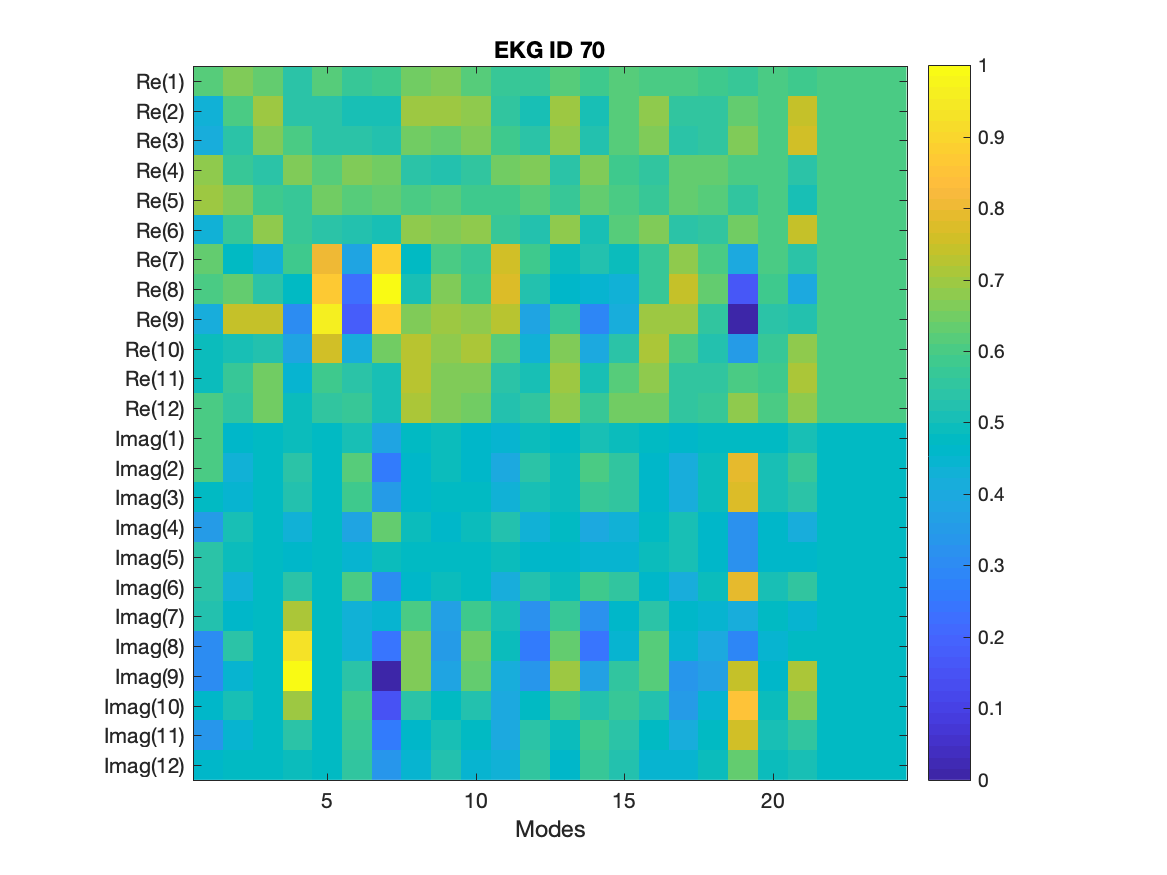 EKG ID 70
Re(1)
Re(2)
Re(3)
Re(4)
Re(5)
Re(6)
Re(7)
Re(8)
Re(9)
Re(10)
Re(11)
Re(12)
Imag(1)
Imag(2)
Imag(3)
Imag(4)
Imag(5)
Imag(6)
Imag(7)
Imag(8)
Imag(9)
Imag(10)
Imag(11)
Imag(12)
5 10 15 20
Modes
1
0.9
0.8
0.7
0.6
0.5
0.4
0.3
0.2
0.1
0